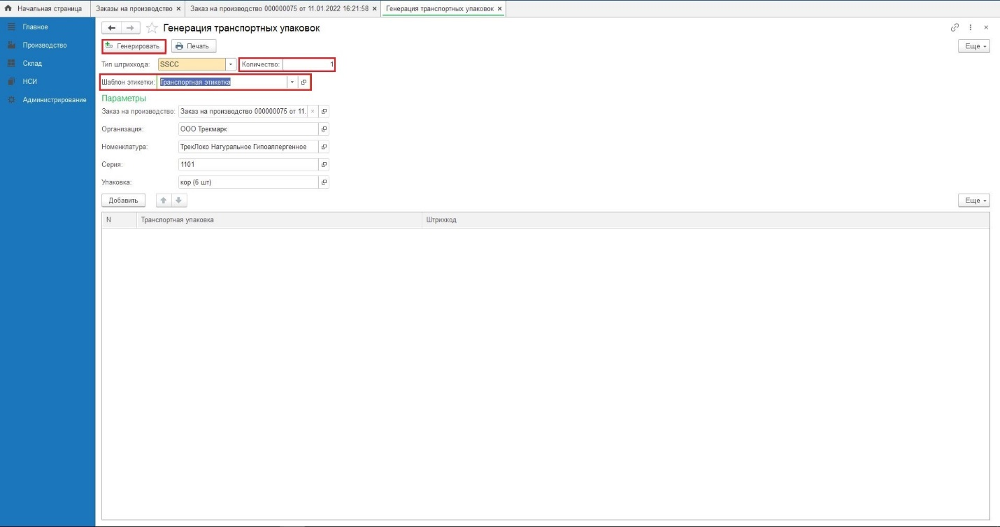 Начальная страница
Заказы на производство ×
Заказ на производство 000000075 от 11.01.2022 16:21:58 ×
Генерация транспортных упаковок ×
Главное
Производство
Склад
НСИ
Администрирование
Генерация транспортных упаковок
Генерировать
Печать
Еще
Тип штрихкода: SSCC
Количество: 1
Шаблон этикетки: Транспортная этикетка
Параметры
Заказ на производство: Заказ на производство 000000075 от 11.
Организация: ООО Трекмарк
Номенклатура: ТрекЛоко Натуральное Гипоаллергенное
Серия: 1101
Упаковка: кор (6 шт)
Добавить
Еще
N Транспортная упаковка Штрихкод